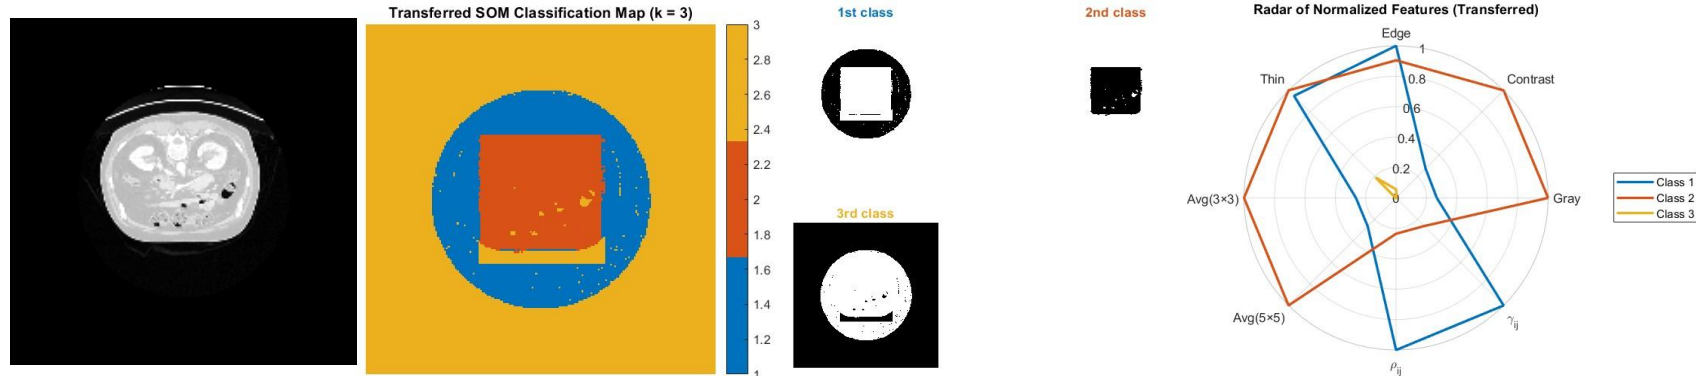 Transferred SOM Classification Map (k = 3)
3
2.8
2.6
2.4
2.2
2
1.8
1.6
1.4
1.2
1
1st class
2nd class
3rd class
Radar of Normalized Features (Transferred)
Edge
1
Thin
Contrast
0.8
0.6
0.4
0.2
0
Avg(3×3)
Gray
Avg(5×5)
γij
ρij
Class 1
Class 2
Class 3